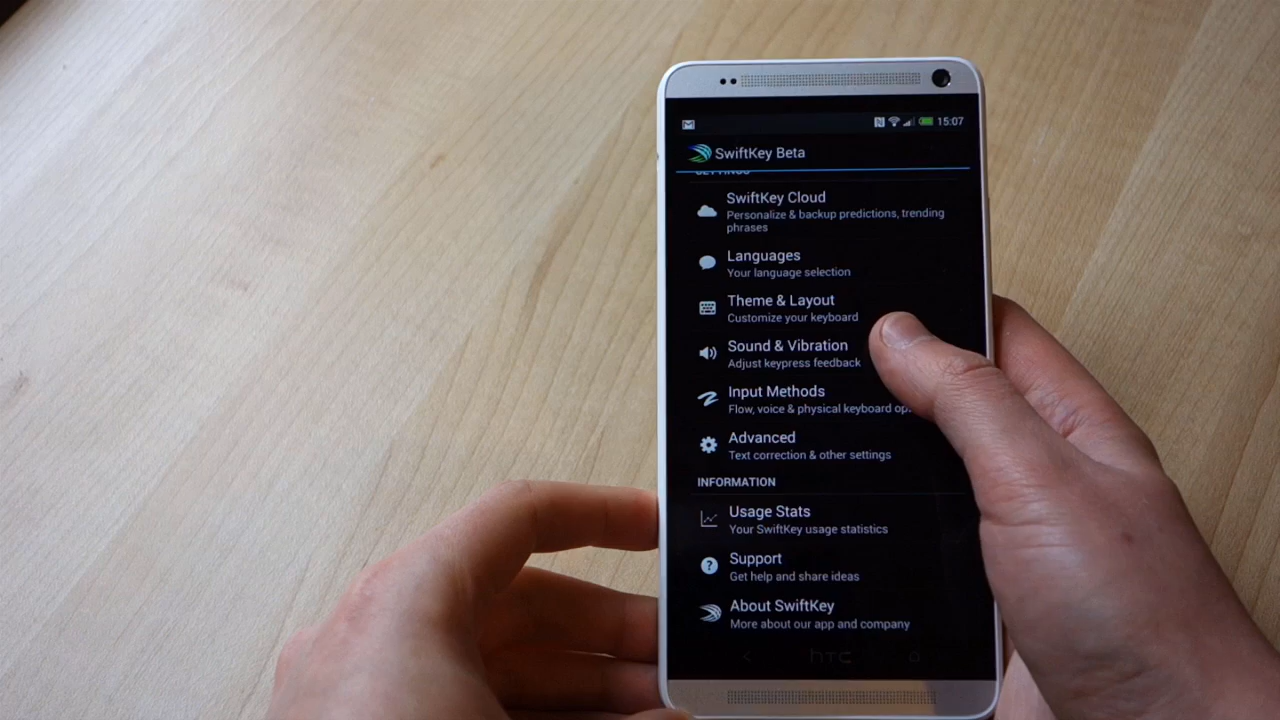 15:07
SwiftKey Beta
SETTINGS
SwiftKey Cloud
Personalize & backup predictions, trending
phrases
Languages
Your language selection
Theme & Layout
Customize your keyboard
Sound & Vibration
Adjust keypress feedback
Input Methods
Flow, voice & physical keyboard op
Advanced
Text correction & other settings
INFORMATION
Usage Stats
Your SwiftKey usage statistics
Support
Get help and share ideas
About SwiftKey
More about our app and company
hTC